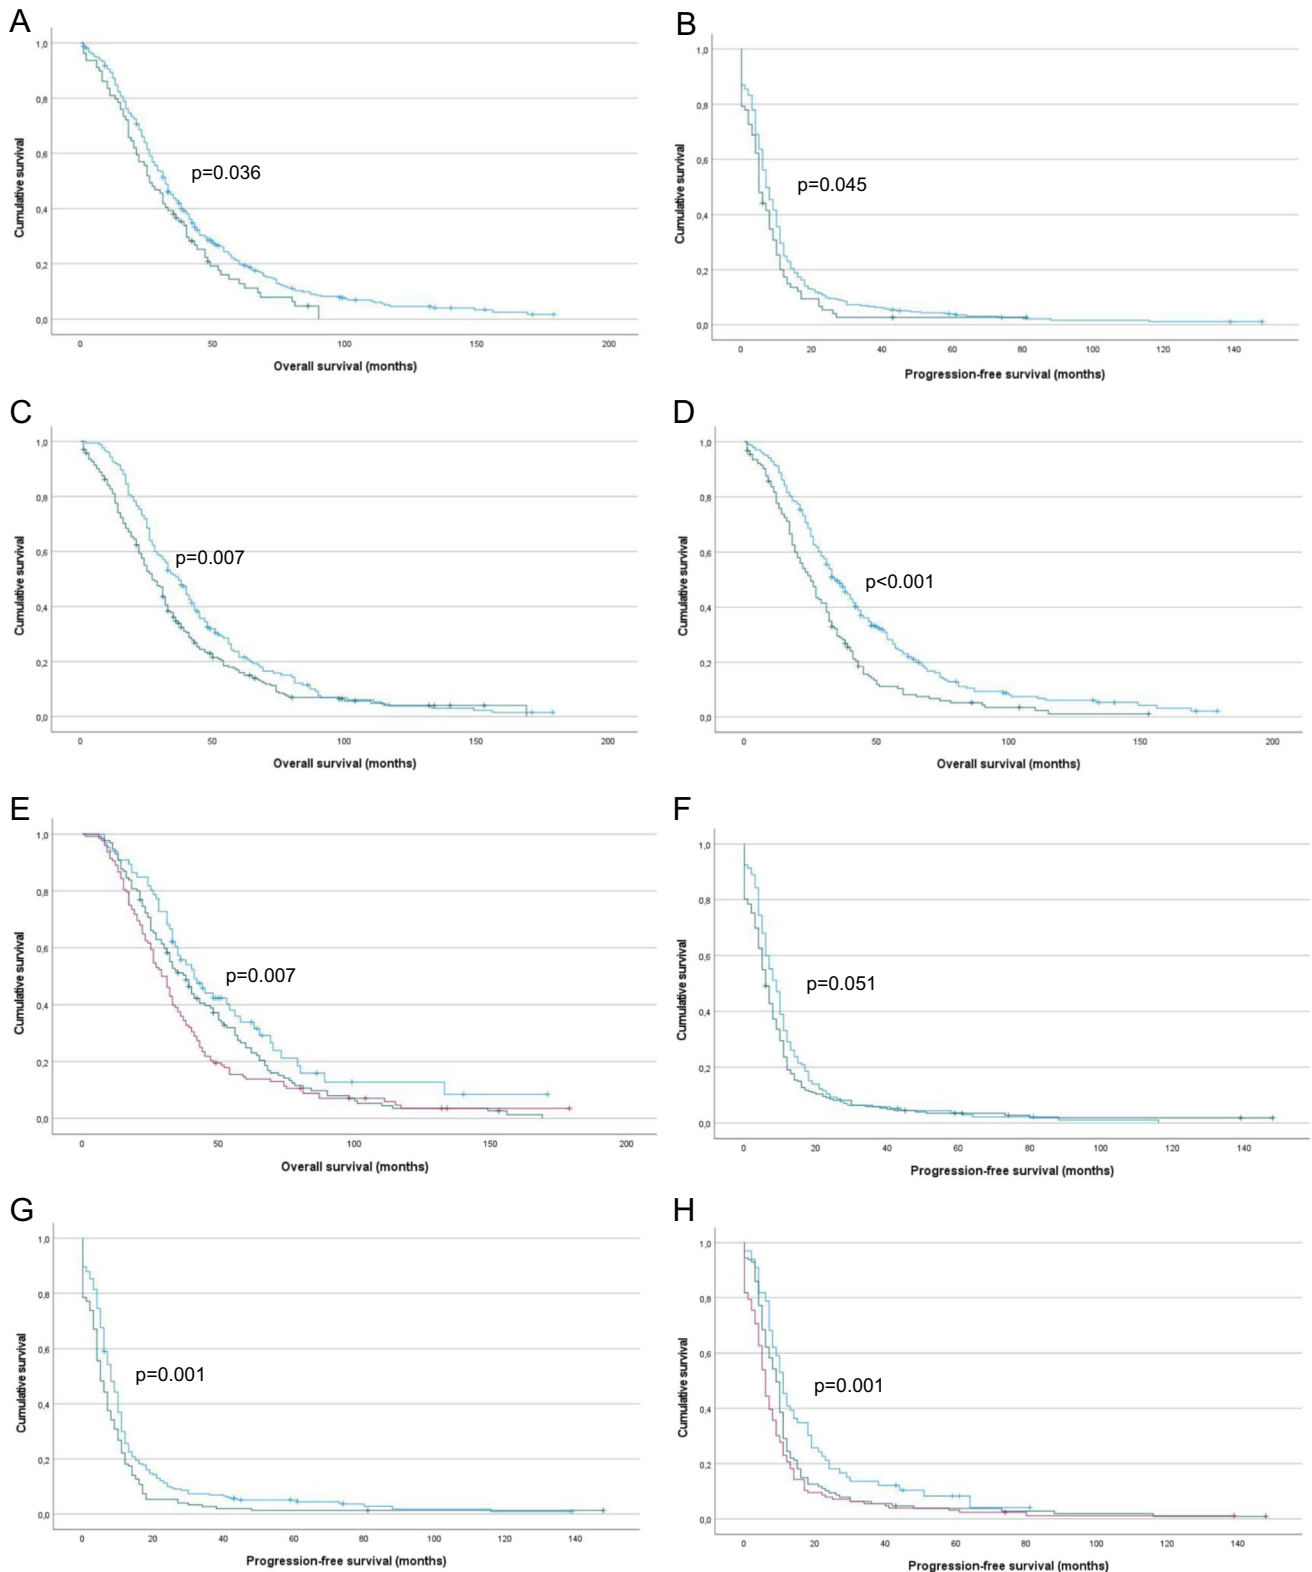 A
1,0
0,8
0,6
0,4
0,2
0,0
Cumulative survival
p=0.036
0 50 100 150 200
Overall survival (months)
B
1,0
0,8
0,6
0,4
0,2
0,0
Cumulative survival
p=0.045
0 20 40 60 80 100 120 140
Progression-free survival (months)
C
1,0
0,8
0,6
0,4
0,2
0,0
Cumulative survival
p=0.007
0 50 100 150 200
Overall survival (months)
D
1,0
0,8
0,6
0,4
0,2
0,0
Cumulative survival
p<0.001
0 50 100 150 200
Overall survival (months)
E
1,0
0,8
0,6
0,4
0,2
0,0
Cumulative survival
p=0.007
0 50 100 150 200
Overall survival (months)
F
1,0
0,8
0,6
0,4
0,2
0,0
Cumulative survival
p=0.051
0 20 40 60 80 100 120 140
Progression-free survival (months)
G
1,0
0,8
0,6
0,4
0,2
0,0
Cumulative survival
p=0.001
0 20 40 60 80 100 120 140
Progression-free survival (months)
H
1,0
0,8
0,6
0,4
0,2
0,0
Cumulative survival
p=0.001
0 20 40 60 80 100 120 140
Progression-free survival (months)